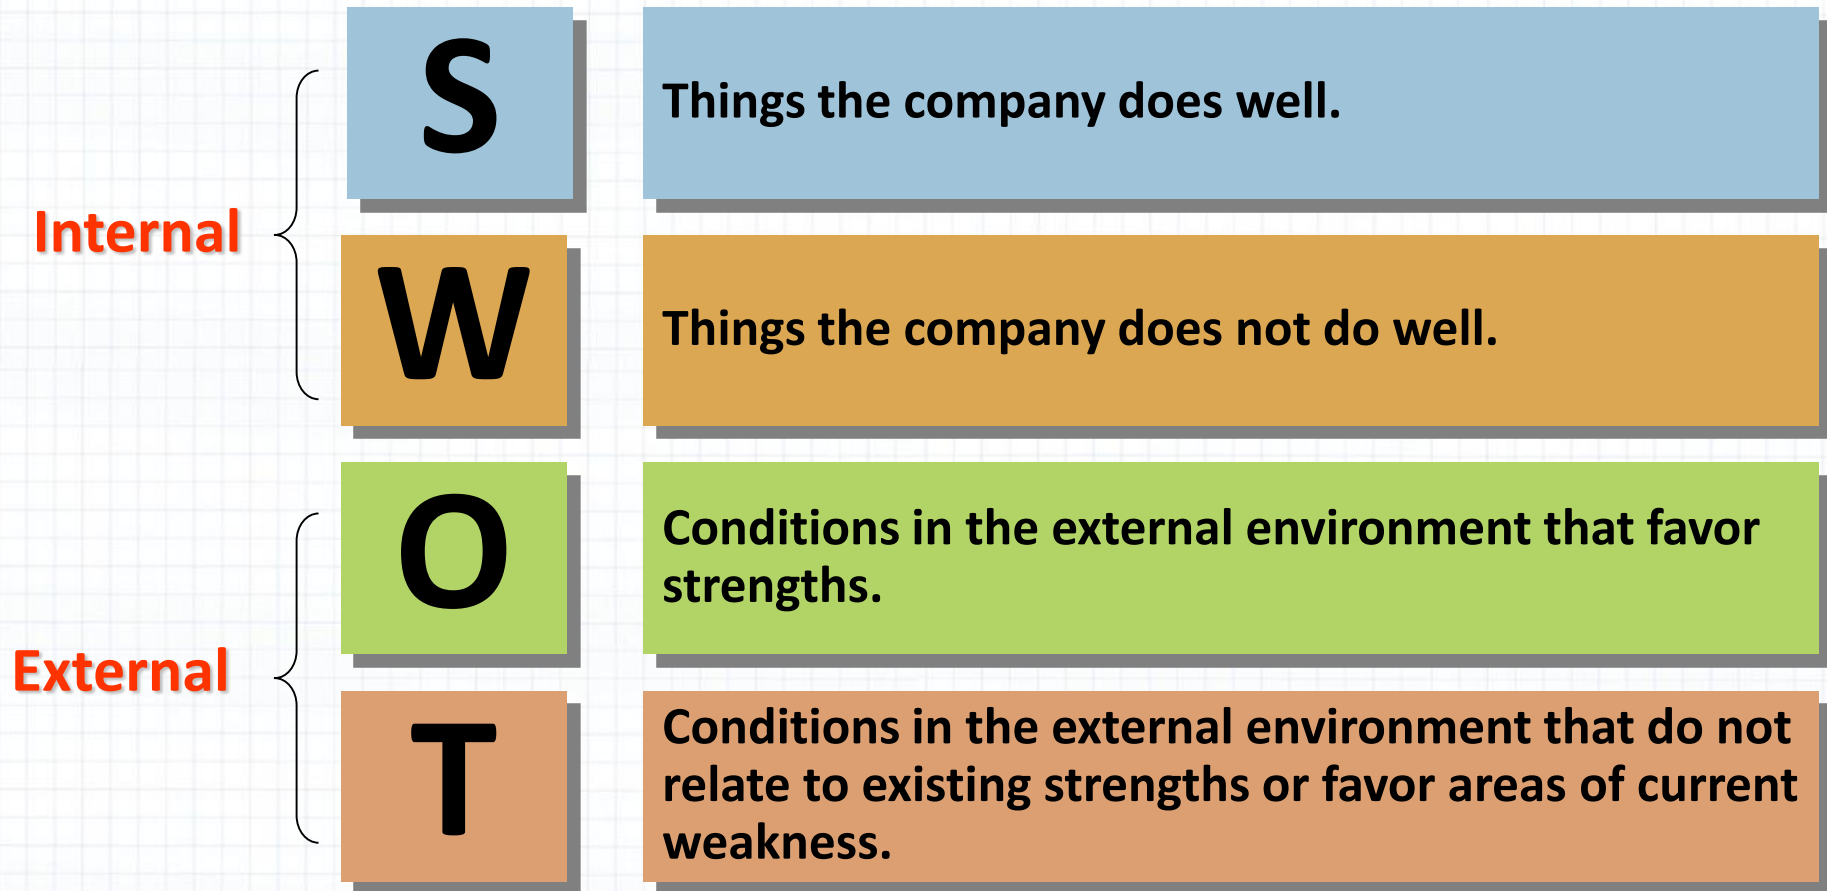 Internal
S
Things the company does well.
W
Things the company does not do well.
External
O
Conditions in the external environment that favor
strengths.
T
Conditions in the external environment that do not
relate to existing strengths or favor areas of current
weakness.